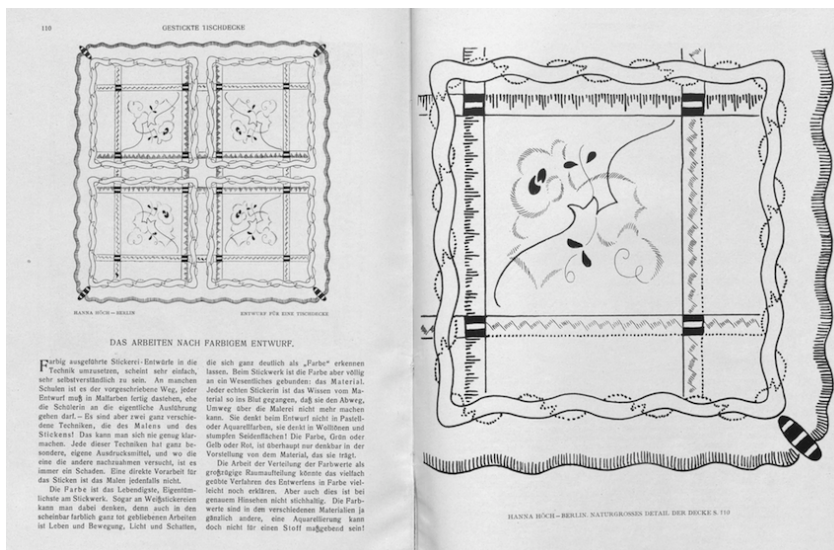 110
GESTICKTE TISCHDECKE
HANNA HÖCH—BERLIN
ENTWURF FÜR EINE TISCHDECKE
DAS ARBEITEN NACH FARBIGEM ENTWURF.
Farbig ausgeführte Stickerei-Entwürfe in die
Technik umzusetzen, scheint sehr einfach,
sehr selbstverständlich zu sein. An manchen
Schulen ist es der vorgeschriebene Weg, jeder
Entwurf muß in Malfarben fertig dastehen, ehe
die Schülerin an die eigentliche Ausführung
gehen darf.— Es sind aber zwei ganz verschie-
dene Techniken, die des Malens und des
Stickens! Das kann man sich nie genug klar-
machen. Jede dieser Techniken hat ganz be-
sondere, eigene Ausdrucksmittel, und wo die
eine die andere nachzuahmen versucht, ist es
immer ein Schaden. Eine direkte Vorarbeit für
das Sticken ist das Malen jedenfalls nicht.
Die Farbe ist das Lebendigste, Eigentüm-
lichste am Stickwerk. Sogar an Weißstickereien
kann man dabei denken, denn auch in den
scheinbar farblich ganz tot gebliebenen Arbeiten
ist Leben und Bewegung, Licht und Schatten,
die sich ganz deutlich als „Farbe“ erkennen
lassen. Beim Stickwerk ist die Farbe aber völlig
an ein Wesentliches gebunden: das Material.
Jeder echten Stickerin ist das Wissen vom Ma-
terial so ins Blut gegangen, daß sie den Abweg,
Umweg über die Malerei nicht mehr machen
kann. Sie denkt beim Entwurf nicht in Pastell-
oder Aquarellfarben, sie denkt in Wolltönen und
stumpfen Seidenflächen! Die Farbe, Grün oder
Gelb oder Rot, ist überhaupt nur denkbar in der
Vorstellung von dem Material, das sie trägt.
Die Arbeit der Verteilung der Farbwerte als
großzügige Raumaufteilung könnte das vielfach
geübte Verfahren des Entwerfens in Farbe viel-
leicht noch erklären. Aber auch dies ist bei
genauem Hinsehen nicht stichhaltig. Die Farb-
werte sind in den verschiedenen Materialien ja
gänzlich andere, eine Aquarellierung kann
doch nicht für einen Stoff maßgebend sein!
HANNA HÖCH—BERLIN. NATURGROSSES DETAIL DER DECKE S. 110